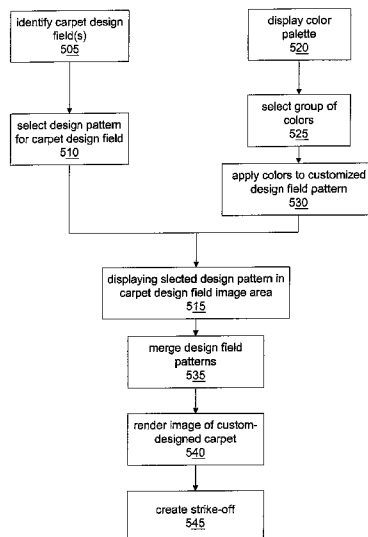 identify carpet design
field(s)
505
select design pattern
for carpet design field
510
display color
palette
520
select group of
colors
525
apply colors to customized
design field pattern
530
displaying slected design pattern in
carpet design field image area
515
merge design field
patterns
535
render image of custom-
designed carpet
540
create strike-off
545